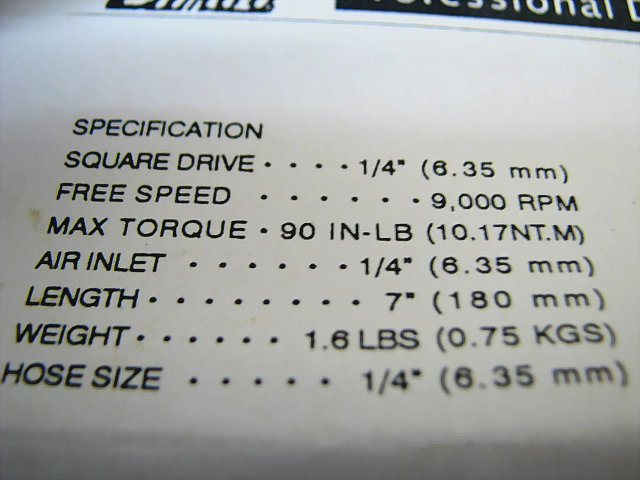 Professional
SPECIFICATION
SQUARE DRIVE · · · · 1/4" (6.35 mm)
FREE SPEED · · · · · · 9,000 RPM
MAX TORQUE · 90 IN-LB (10.17NT.M)
AIR INLET · · · · · · 1/4" (6.35 mm)
LENGTH · · · · · · · · 7" (180 mm)
WEIGHT · · · · · · 1.6 LBS (0.75 KGS)
HOSE SIZE · · · · · 1/4" (6.35 mm)